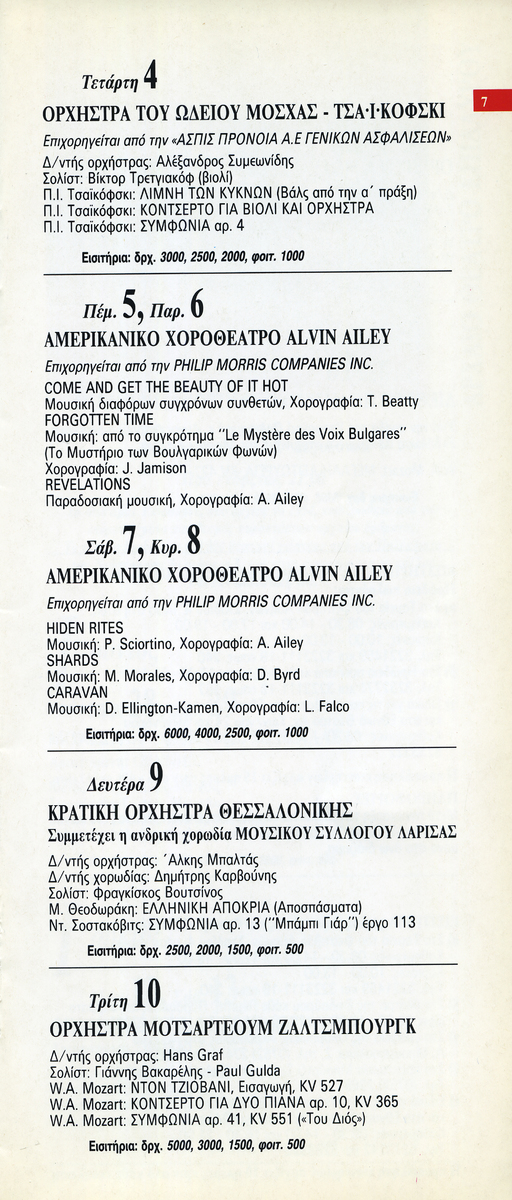 7
Τετάρτη 4
ΟΡΧΗΣΤΡΑ ΤΟΥ ΩΔΕΙΟΥ ΜΟΣΧΑΣ - ΤΣΑ·Ι·ΚΟΦΣΚΙ
Επιχορηγείται από την «ΑΣΠΙΣ ΠΡΟΝΟΙΑ Α.Ε ΓΕΝΙΚΩΝ ΑΣΦΑΛΙΣΕΩΝ»
Δ/ντής ορχήστρας: Αλέξανδρος Συμεωνίδης
Σολίστ: Βίκτορ Τρετγιακόφ (βιολί)
Π.Ι. Τσαϊκόφσκι: ΛΙΜΝΗ ΤΩΝ ΚΥΚΝΩΝ (Βάλς από την α΄ πράξη)
Π.Ι. Τσαϊκόφσκι: ΚΟΝΤΣΕΡΤΟ ΓΙΑ ΒΙΟΛΙ ΚΑΙ ΟΡΧΗΣΤΡΑ
Π.Ι. Τσαϊκόφσκι: ΣΥΜΦΩΝΙΑ αρ. 4
Εισιτήρια: δρχ. 3000, 2500, 2000, φοιτ. 1000
Πέμ. 5, Παρ. 6
ΑΜΕΡΙΚΑΝΙΚΟ ΧΟΡΟΘΕΑΤΡΟ ALVIN AILEY
Επιχορηγείται από την PHILIP MORRIS COMPANIES INC.
COME AND GET THE BEAUTY OF IT HOT
Μουσική διαφόρων συγχρόνων συνθετών, Χορογραφία: T. Beatty
FORGOTTEN TIME
Μουσική: από το συγκρότημα "Le Mystère des Voix Bulgares"
(Το Μυστήριο των Βουλγαρικών Φωνών)
Χορογραφία: J. Jamison
REVELATIONS
Παραδοσιακή μουσική, Χορογραφία: A. Ailey
Σάβ. 7, Κυρ. 8
ΑΜΕΡΙΚΑΝΙΚΟ ΧΟΡΟΘΕΑΤΡΟ ALVIN AILEY
Επιχορηγείται από την PHILIP MORRIS COMPANIES INC.
HIDEN RITES
Μουσική: P. Sciortino, Χορογραφία: A. Ailey
SHARDS
Μουσική: M. Morales, Χορογραφία: D. Byrd
CARAVAN
Μουσική: D. Ellington-Kamen, Χορογραφία: L. Falco
Εισιτήρια: δρχ. 6000, 4000, 2500, φοιτ. 1000
Δευτέρα 9
ΚΡΑΤΙΚΗ ΟΡΧΗΣΤΡΑ ΘΕΣΣΑΛΟΝΙΚΗΣ
Συμμετέχει η ανδρική χορωδία ΜΟΥΣΙΚΟΥ ΣΥΛΛΟΓΟΥ ΛΑΡΙΣΑΣ
Δ/ντής ορχήστρας: Άλκης Μπαλτάς
Δ/ντής χορωδίας: Δημήτρης Καρβούνης
Σολίστ: Φραγκίσκος Βουτσίνος
Μ. Θεοδωράκη: ΕΛΛΗΝΙΚΗ ΑΠΟΚΡΙΑ (Αποσπάσματα)
Ντ. Σοστακόβιτς: ΣΥΜΦΩΝΙΑ αρ. 13 ("Μπάμπι Γιάρ") έργο 113
Εισιτήρια: δρχ. 2500, 2000, 1500, φοιτ. 500
Τρίτη 10
ΟΡΧΗΣΤΡΑ ΜΟΤΣΑΡΤΕΟΥΜ ΖΑΛΤΣΜΠΟΥΡΓΚ
Δ/ντής ορχήστρας: Hans Graf
Σολίστ: Γιάννης Βακαρέλης - Paul Gulda
W.A. Mozart: ΝΤΟΝ ΤΖΙΟΒΑΝΙ, Εισαγωγή, KV 527
W.A. Mozart: ΚΟΝΤΣΕΡΤΟ ΓΙΑ ΔΥΟ ΠΙΑΝΑ αρ. 10, KV 365
W.A. Mozart: ΣΥΜΦΩΝΙΑ αρ. 41, KV 551 («Του Διός»)
Εισιτήρια: δρχ. 5000, 3000, 1500, φοιτ. 500